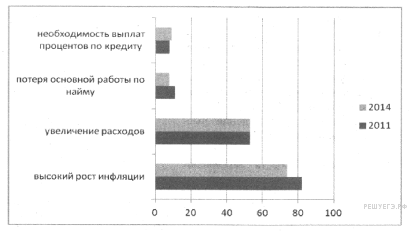 необходимость выплат
процентов по кредиту
потеря основной работы по
найму
увеличение расходов
высокий рост инфляции
0 20 40 60 80 100
2014
2011
РЕШУЕГЭ.РФ